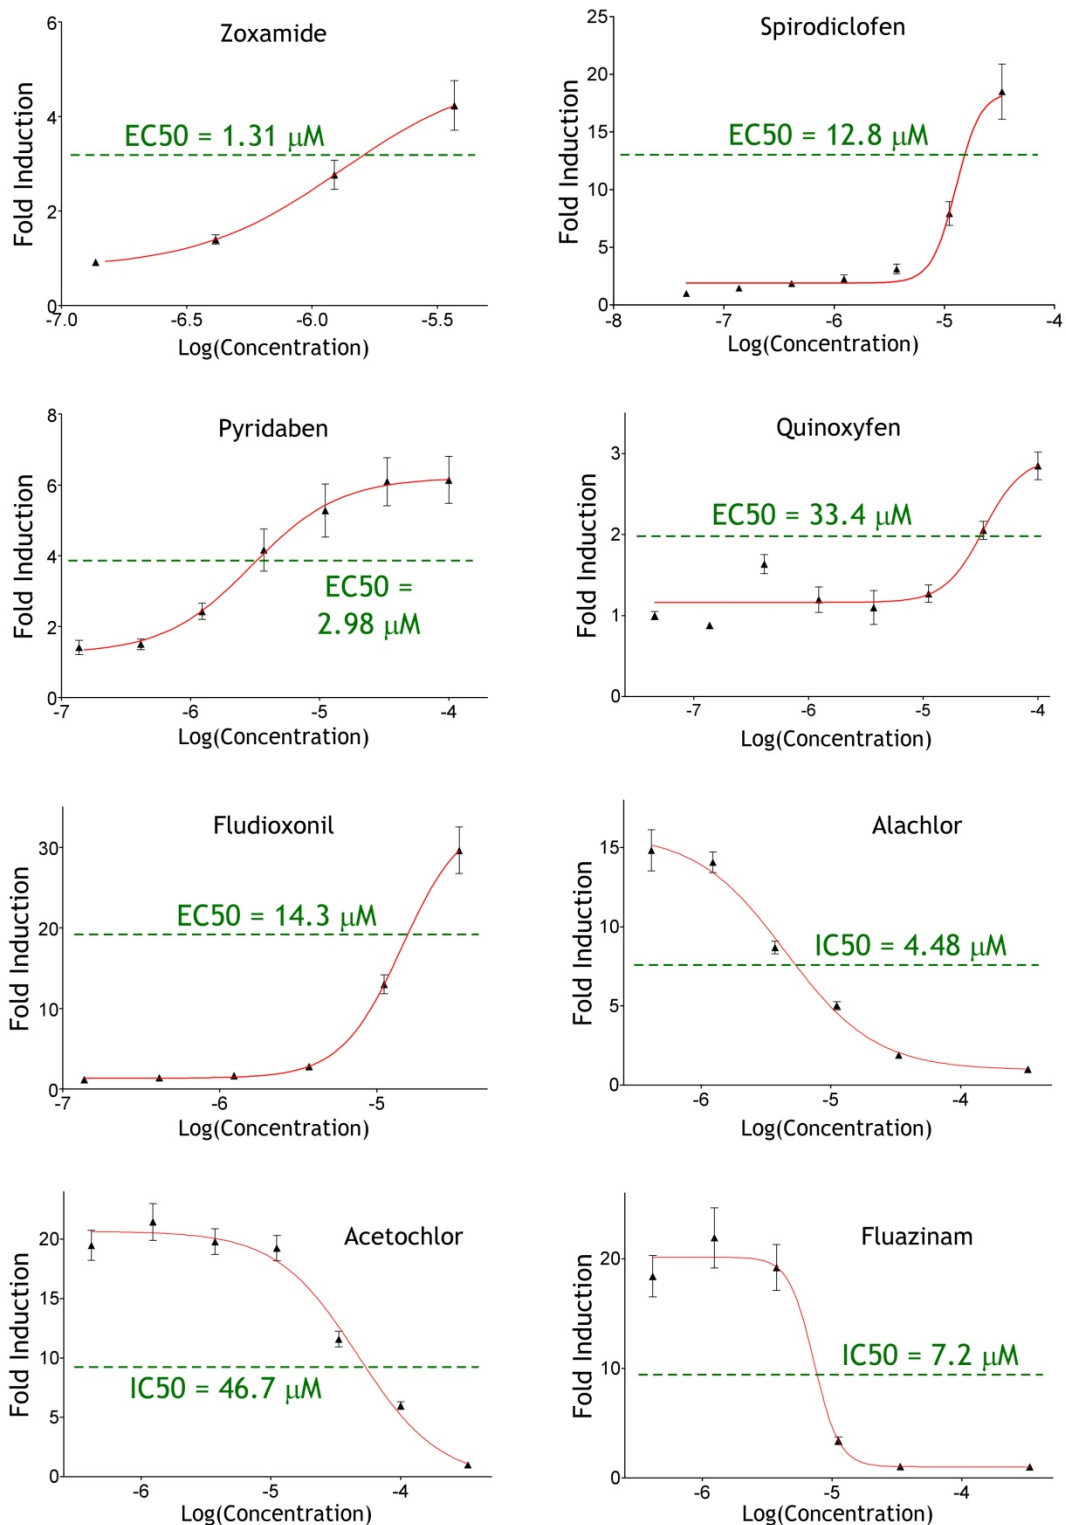 Zoxamide
Fold Induction
6
4
2
0
EC50 = 1.31 μM
-7.0
-6.5
-6.0
-5.5
Log(Concentration)
Spirodiclofen
Fold Induction
25
20
15
10
5
0
EC50 = 12.8 μM
-8
-7
-6
-5
-4
Log(Concentration)
Pyridaben
Fold Induction
8
6
4
2
0
EC50 =
2.98 μM
-7
-6
-5
-4
Log(Concentration)
Quinoxyfen
Fold Induction
3
2
1
0
EC50 = 33.4 μM
-7
-6
-5
-4
Log(Concentration)
Fludioxonil
Fold Induction
30
20
10
0
EC50 = 14.3 μM
-7
-6
-5
Log(Concentration)
Alachlor
Fold Induction
15
10
5
0
IC50 = 4.48 μM
-6
-5
-4
Log(Concentration)
Acetochlor
Fold Induction
20
15
10
5
0
IC50 = 46.7 μM
-6
-5
-4
Log(Concentration)
Fluazinam
Fold Induction
20
10
0
IC50 = 7.2 μM
-6
-5
-4
Log(Concentration)